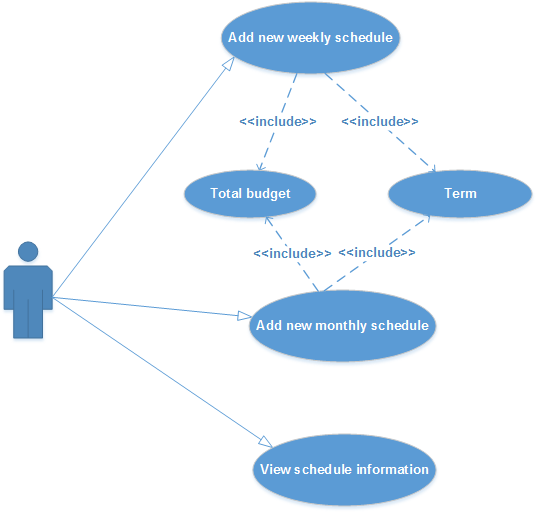 Add new weekly schedule
<<include>> <<include>>
Total budget
Term
<<include>> <<include>>
Add new monthly schedule
View schedule information